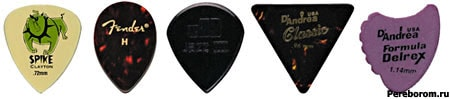 SPIKE
CLAYTON
.72mm
Fender®
H
USA
D'Andrea
Classic
USA
D'Andrea
Formula
Delrex
1.14mm
Pereborom.ru